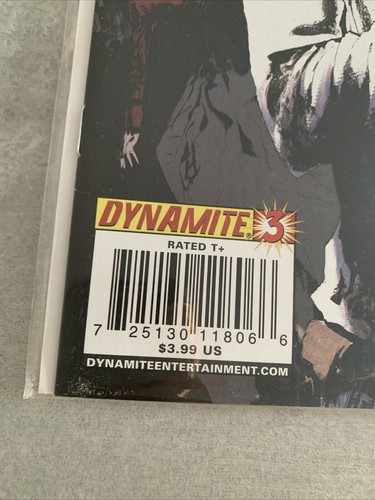 DYNAMITE® 3
RATED T+
7 25130 11806 6
$3.99 US
DYNAMITEENTERTAINMENT.COM